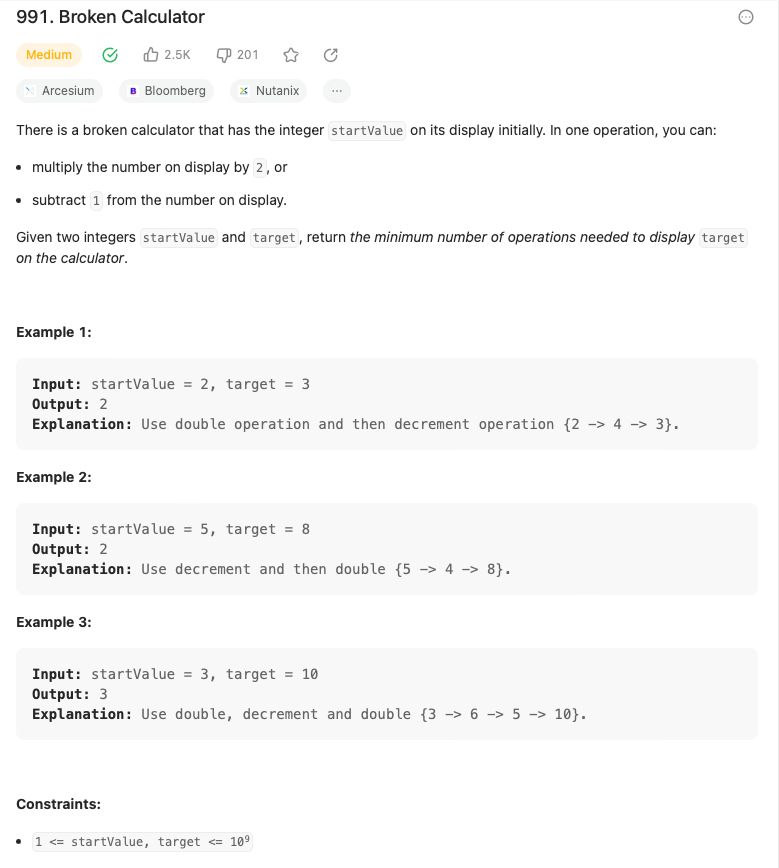 991. Broken Calculator
Medium 2.5K 201
Arcesium B Bloomberg Nutanix ...
There is a broken calculator that has the integer startValue on its display initially. In one operation, you can:
• multiply the number on display by 2, or
• subtract 1 from the number on display.
Given two integers startValue and target, return the minimum number of operations needed to display target
on the calculator.
Example 1:
Input: startValue = 2, target = 3
Output: 2
Explanation: Use double operation and then decrement operation {2 -> 4 -> 3}.
Example 2:
Input: startValue = 5, target = 8
Output: 2
Explanation: Use decrement and then double {5 -> 4 -> 8}.
Example 3:
Input: startValue = 3, target = 10
Output: 3
Explanation: Use double, decrement and double {3 -> 6 -> 5 -> 10}.
Constraints:
• 1 <= startValue, target <= 10⁹